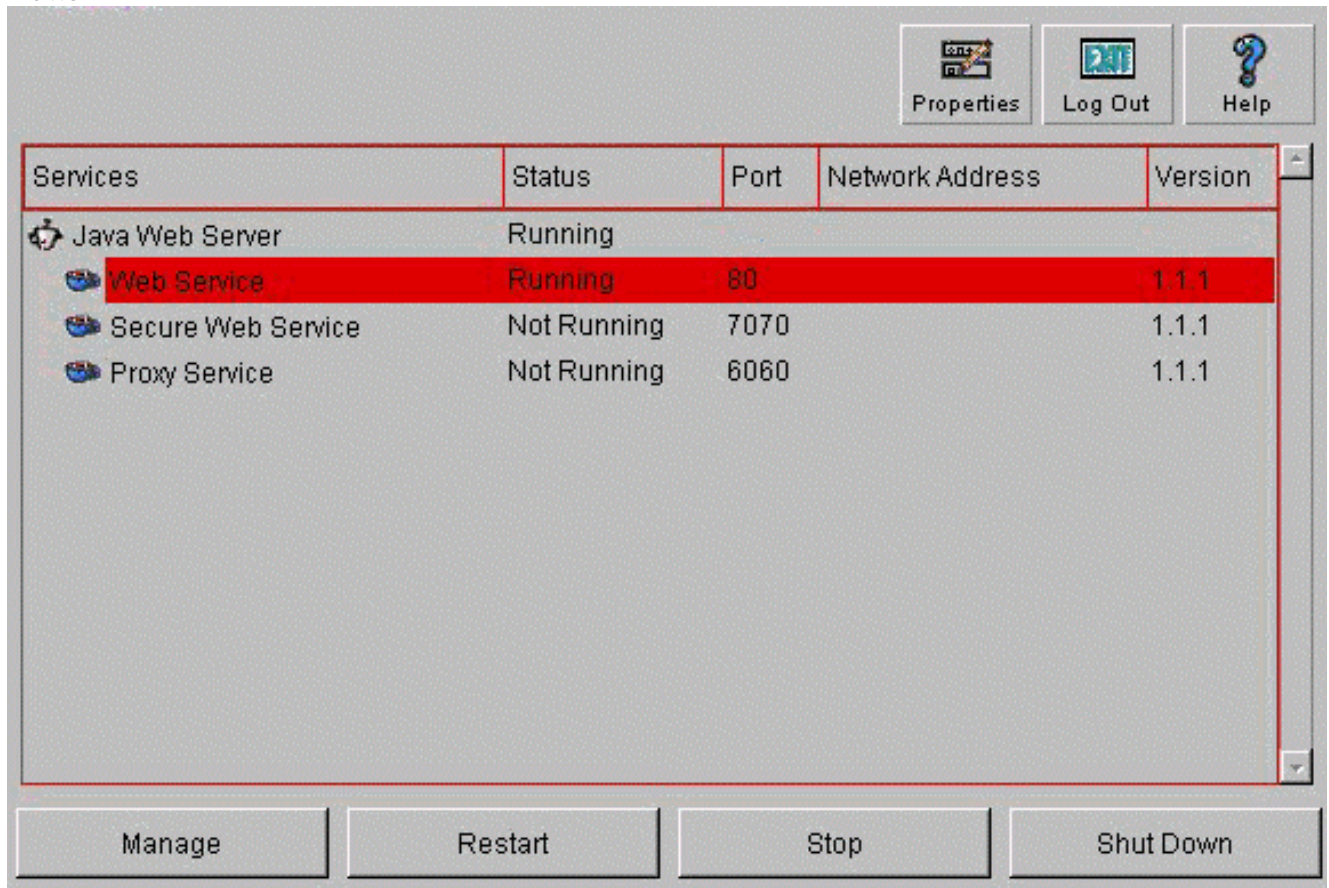 Properties Log Out Help
Services Status Port Network Address Version
Java Web Server Running
Web Service Running 80 1.1.1
Secure Web Service Not Running 7070 1.1.1
Proxy Service Not Running 6060 1.1.1
Manage Restart Stop Shut Down